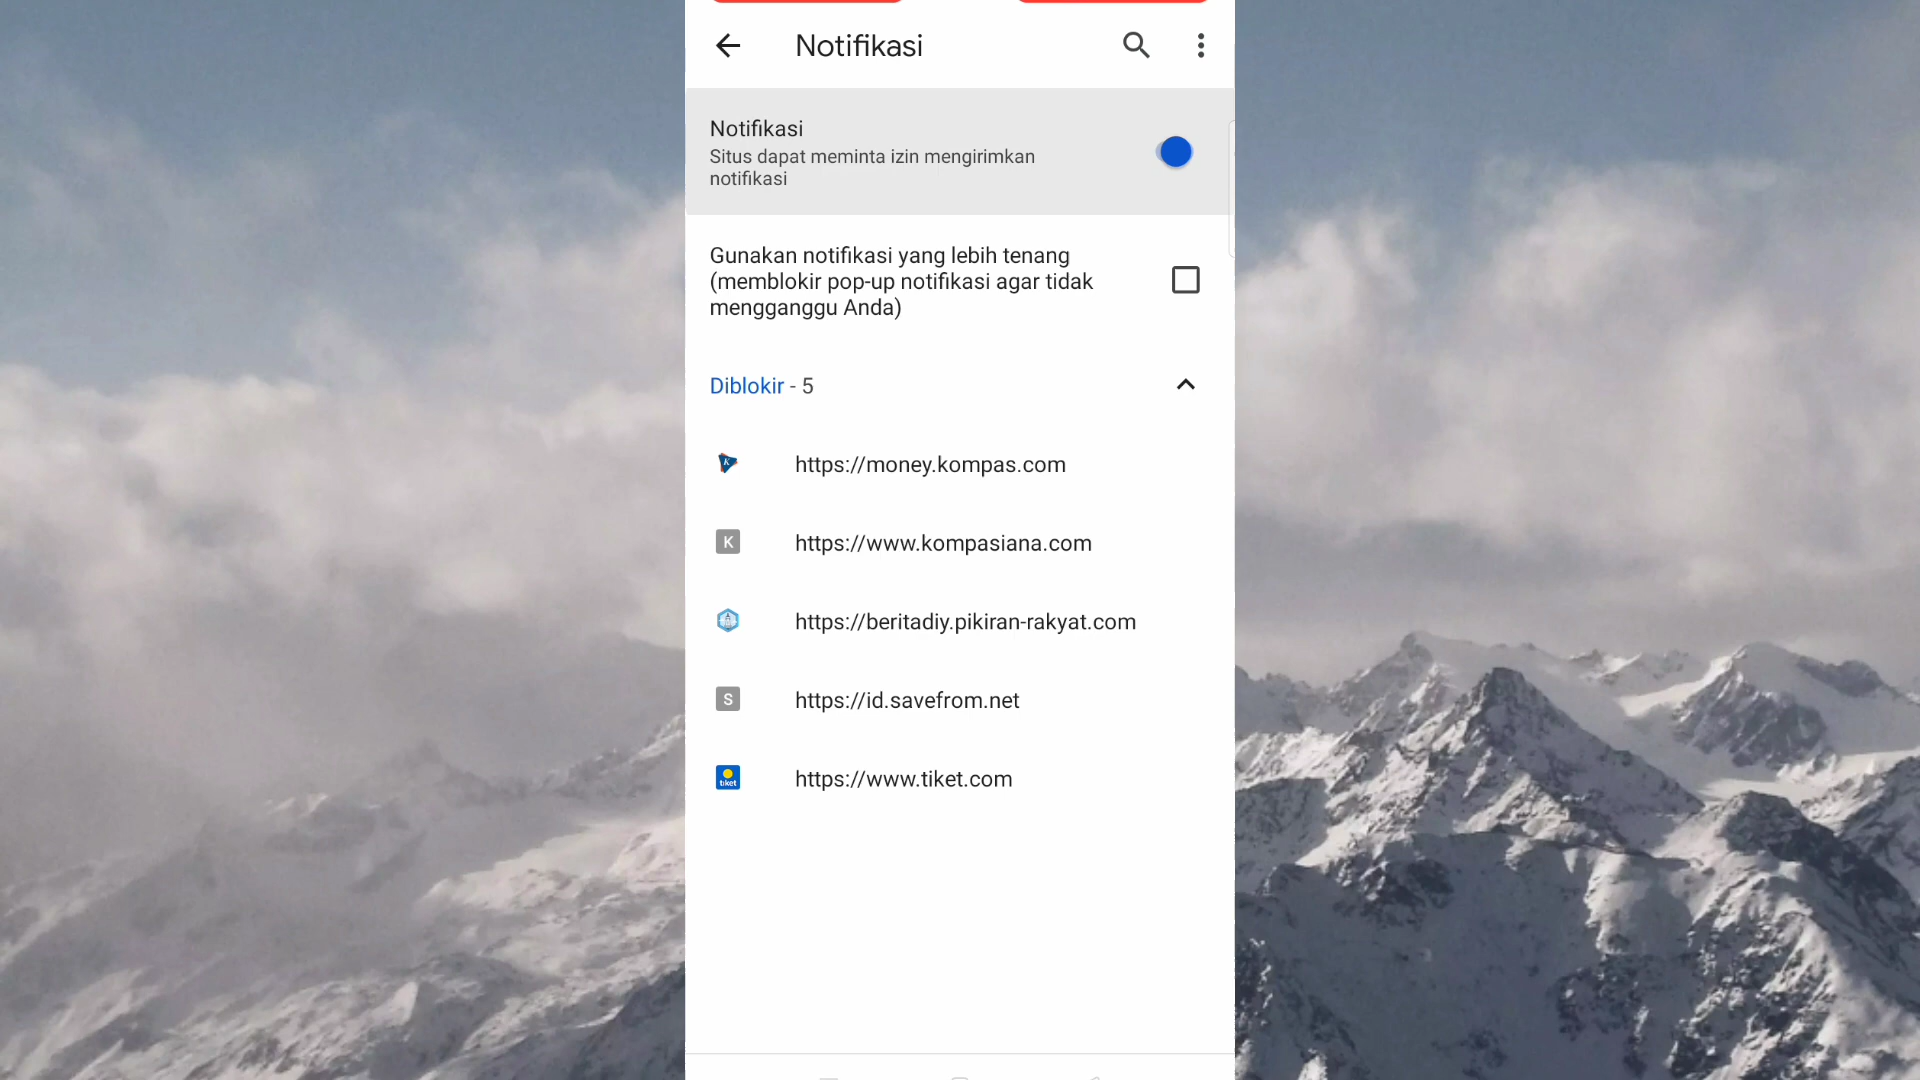 Notifikasi
Notifikasi
Situs dapat meminta izin mengirimkan
notifikasi
Gunakan notifikasi yang lebih tenang
(memblokir pop-up notifikasi agar tidak
mengganggu Anda)
Diblokir - 5
K
https://money.kompas.com
K
https://www.kompasiana.com
https://beritadiy.pikiran-rakyat.com
S
https://id.savefrom.net
tiket
https://www.tiket.com